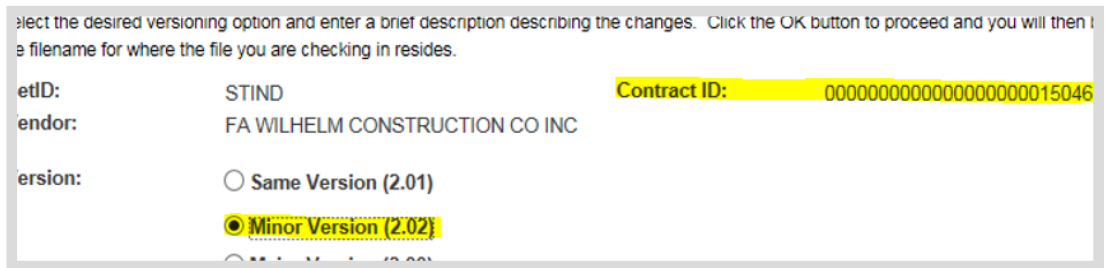 elect the desired versioning option and enter a brief description describing the changes. Click the OK button to proceed and you will then
e filename for where the file you are checking in resides.
etID: STIND Contract ID: 0000000000000000000015046
endor: FA WILHELM CONSTRUCTION CO INC
ersion: Same Version (2.01)
Minor Version (2.02)